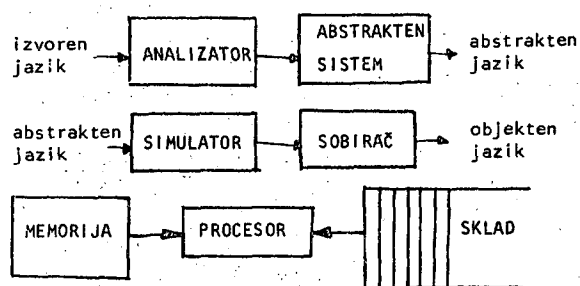 izvoren
jazik
ANALIZATOR
ABSTRAKTEN
SISTEM
abstrakten
jazik
abstrakten
jazik
SIMULATOR
SOBIRAČ
objekten
jazik
MEMORIJA
PROCESOR
SKLAD